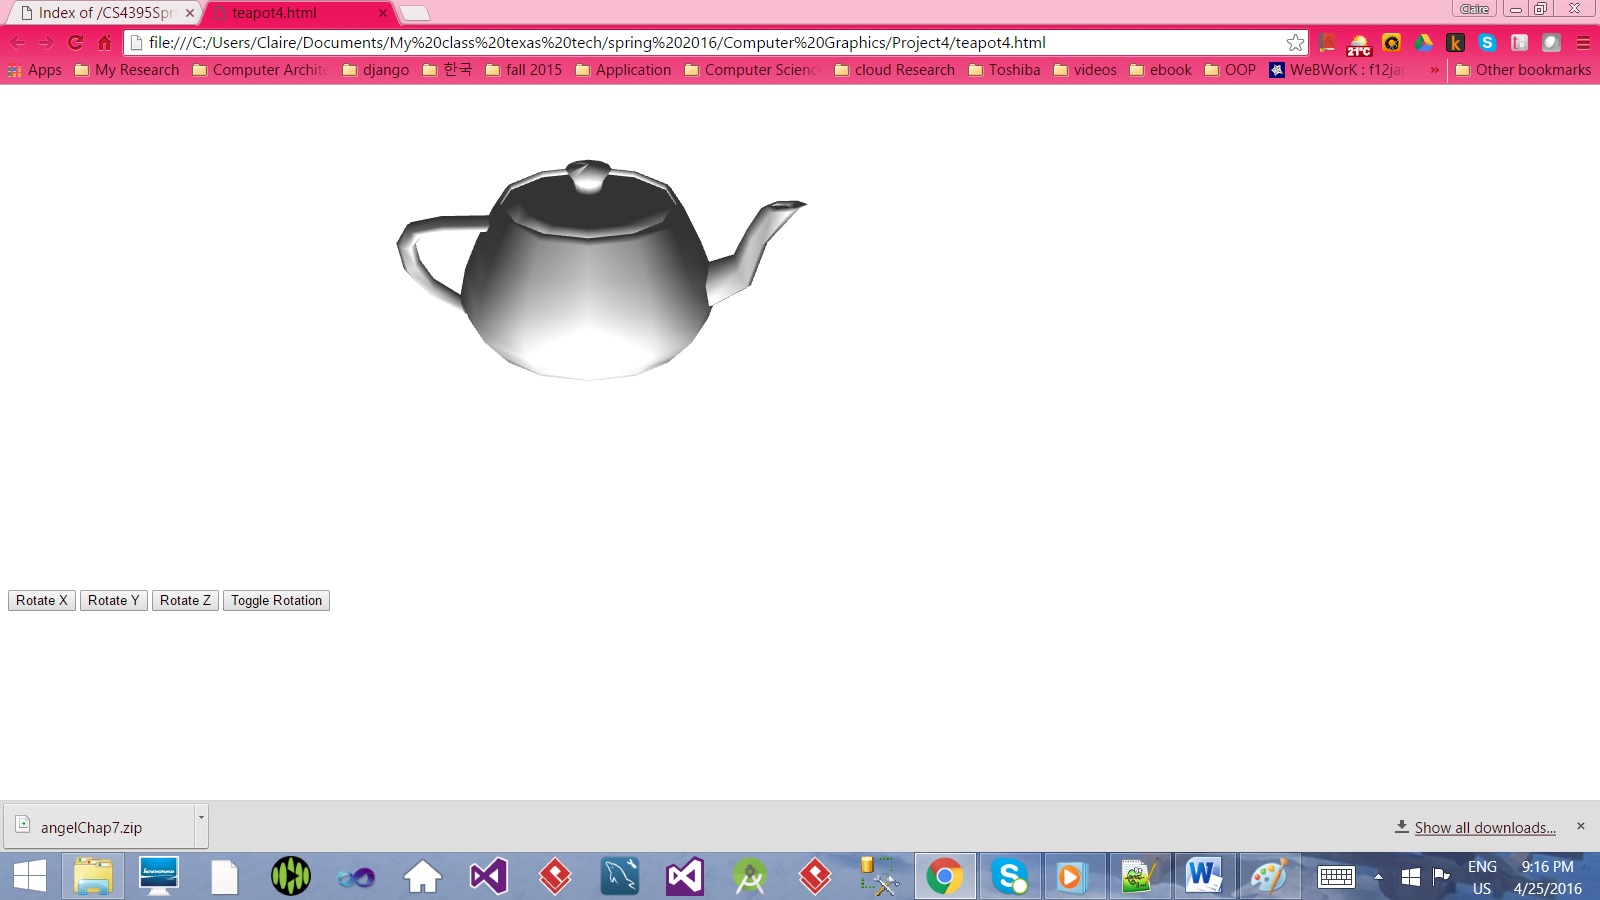 Claire
Index of /CS4395Spr
teapot4.html
file:///C:/Users/Claire/Documents/My%20class%20texas%20tech/spring%202016/Computer%20Graphics/Project4/teapot4.html
21°C
Apps My Research Computer Archite django 한국 fall 2015 Application Computer Scienc cloud Research Toshiba videos ebook OOP WeBWorK : f12ja » Other bookmarks
Rotate X Rotate Y Rotate Z Toggle Rotation
angelChap7.zip
Show all downloads...
ENG 9:16 PM
US 4/25/2016